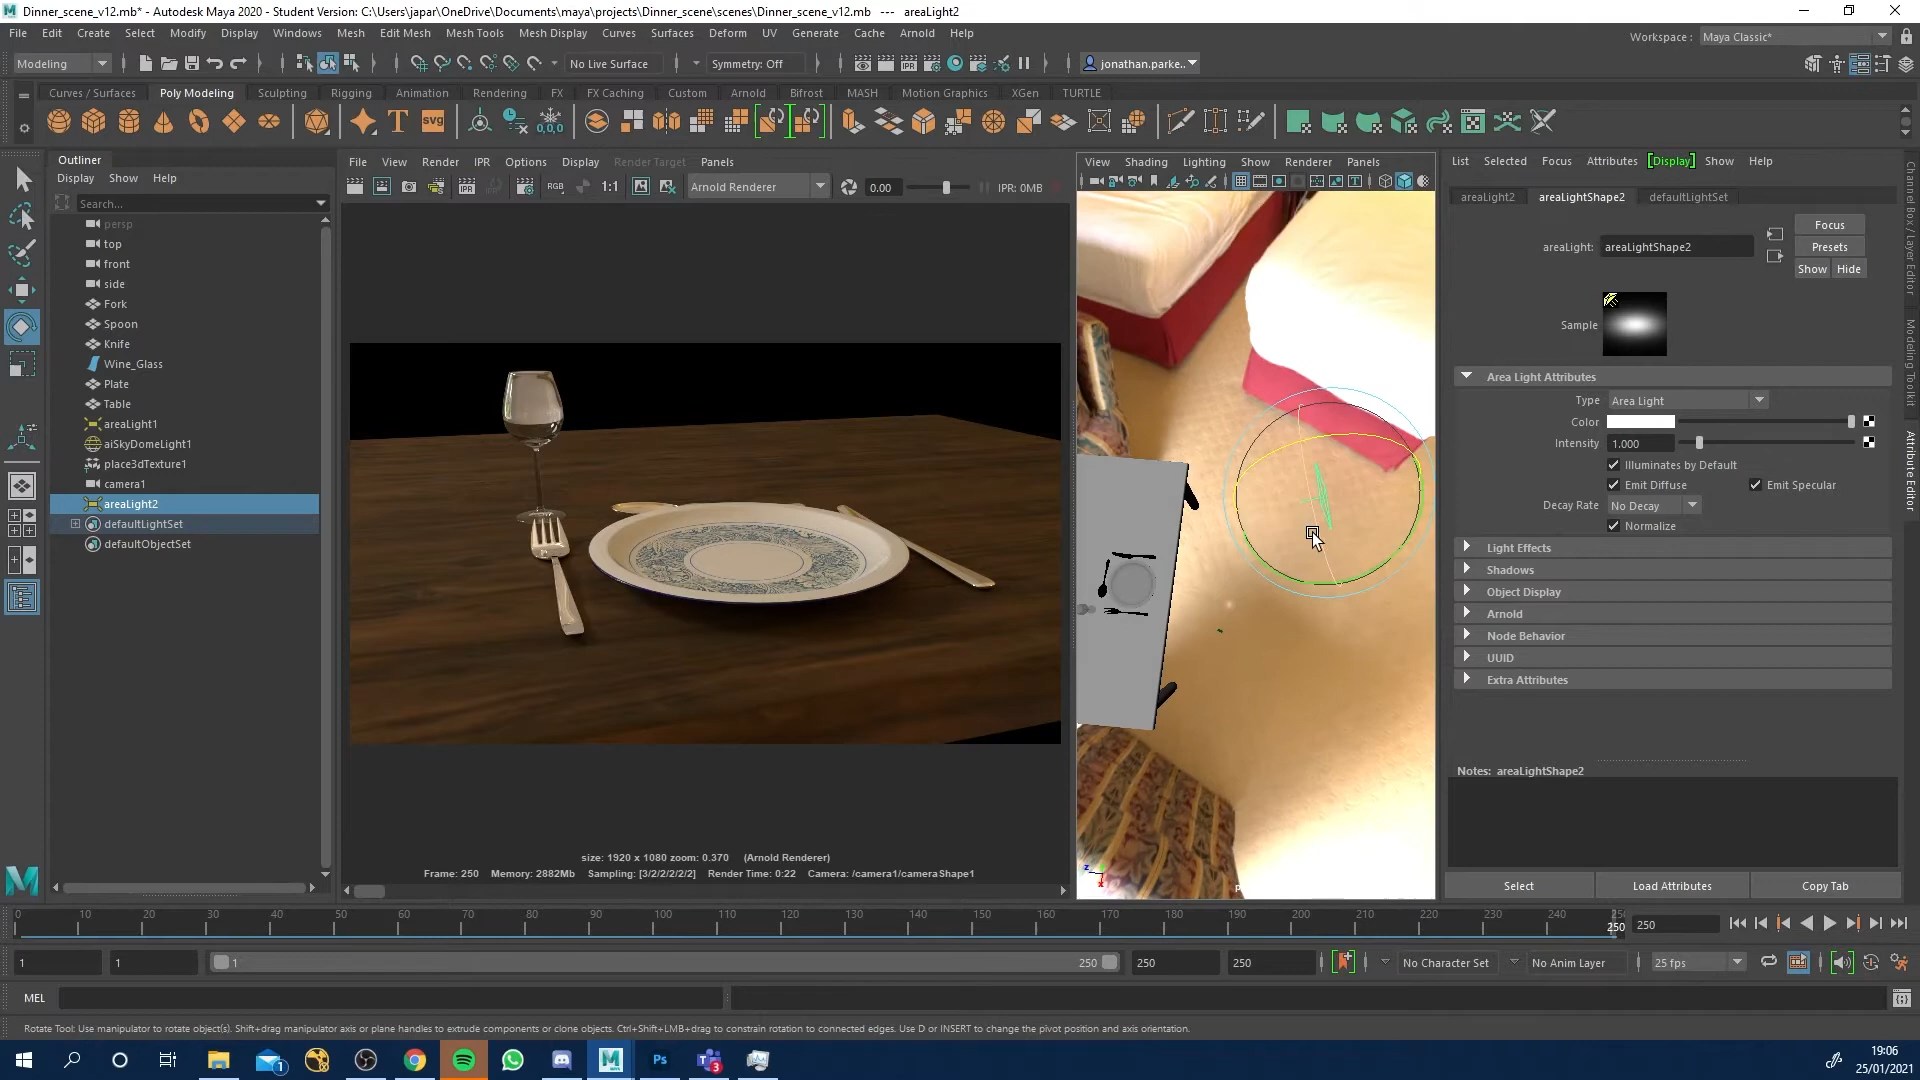 Dinner_scene_v12.mb* - Autodesk Maya 2020 - Student Version: C:\Users\japar\OneDrive\Documents\maya\projects\Dinner_scene\scenes\Dinner_scene_v12.mb --- areaLight2
File Edit Create Select Modify Display Windows Mesh Edit Mesh Mesh Tools Mesh Display Curves Surfaces Deform UV Generate Cache Arnold Help
Workspace : Maya Classic*
Modeling No Live Surface Symmetry: Off jonathan.parke...
Curves / Surfaces Poly Modeling Sculpting Rigging Animation Rendering FX FX Caching Custom Arnold Bifrost MASH Motion Graphics XGen TURTLE
Outliner
Display Show Help
Search...
persp
top
front
side
Fork
Spoon
Knife
Wine_Glass
Plate
Table
areaLight1
aiSkyDomeLight1
place3dTexture1
camera1
areaLight2
defaultLightSet
defaultObjectSet
File View Render IPR Options Display Render Target Panels
RGB 1:1 Arnold Renderer 0.00 IPR: 0MB
size: 1920 x 1080 zoom: 0.370 (Arnold Renderer)
Frame: 250 Memory: 2882Mb Sampling: [3/2/2/2/2/2] Render Time: 0:22 Camera: /camera1/cameraShape1
View Shading Lighting Show Renderer Panels
List Selected Focus Attributes [Display] Show Help
areaLight2 areaLightShape2 defaultLightSet
areaLight: areaLightShape2
Focus
Presets
Show Hide
Sample
Area Light Attributes
Type Area Light
Color
Intensity 1.000
Illuminates by Default
Emit Diffuse Emit Specular
Decay Rate No Decay
Normalize
Light Effects
Shadows
Object Display
Arnold
Node Behavior
UUID
Extra Attributes
Notes: areaLightShape2
Select Load Attributes Copy Tab
Channel Box / Layer Editor
Modeling Toolkit
Attribute Editor
0 10 20 30 40 50 60 70 80 90 100 110 120 130 140 150 160 170 180 190 200 210 220 230 240
250 250
1 1 1 250 250 250 No Character Set No Anim Layer 25 fps
MEL
Rotate Tool: Use manipulator to rotate object(s). Shift+drag manipulator axis or plane handles to extrude components or clone objects. Ctrl+Shift+LMB+drag to constrain rotation to connected edges. Use D or INSERT to change the pivot position and axis orientation.
19:06
25/01/2021